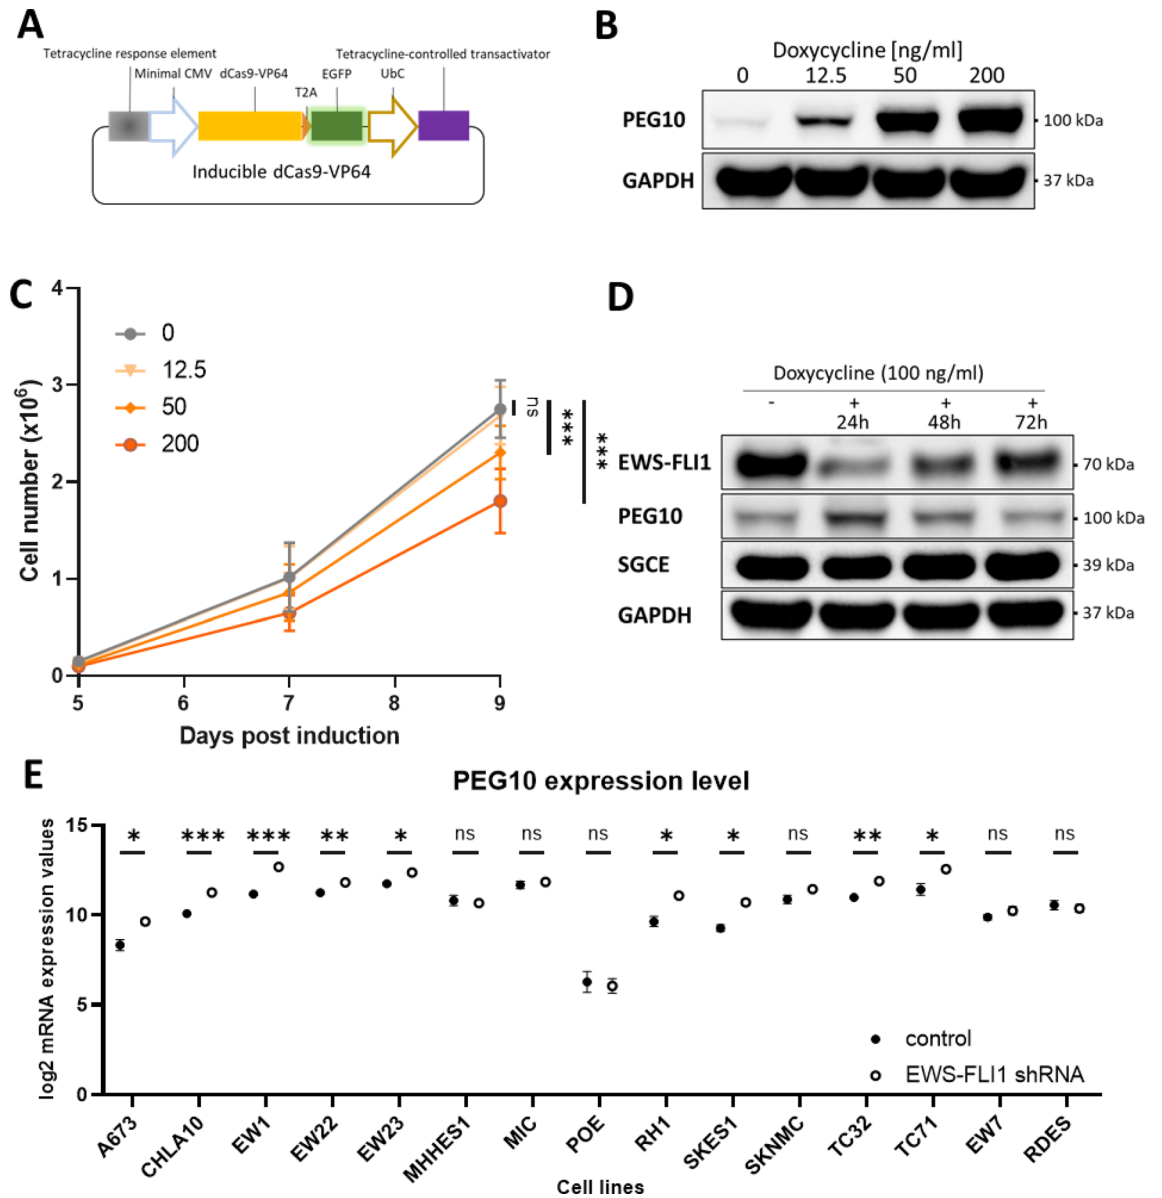 A
Tetracycline response element
Tetracycline-controlled transactivator
Minimal CMV dCas9-VP64 EGFP UbC
T2A
Inducible dCas9-VP64
B
Doxycycline [ng/ml]
0 12.5 50 200
PEG10 100 kDa
GAPDH 37 kDa
C
Cell number (x10⁶)
4
3
2
1
0
0
12.5
50
200
ns
***
***
5 6 7 8 9
Days post induction
D
Doxycycline (100 ng/ml)
- + + +
24h 48h 72h
EWS-FLI1 70 kDa
PEG10 100 kDa
SGCE 39 kDa
GAPDH 37 kDa
E
PEG10 expression level
log2 mRNA expression values
15
10
5
0
* *** *** ** * ns ns ns * * ns ** * ns ns
control
EWS-FLI1 shRNA
A673 CHLA10 EW1 EW22 EW23 MHHES1 MIC POE RH1 SKES1 SKNMC TC32 TC71 EW7 RDES
Cell lines